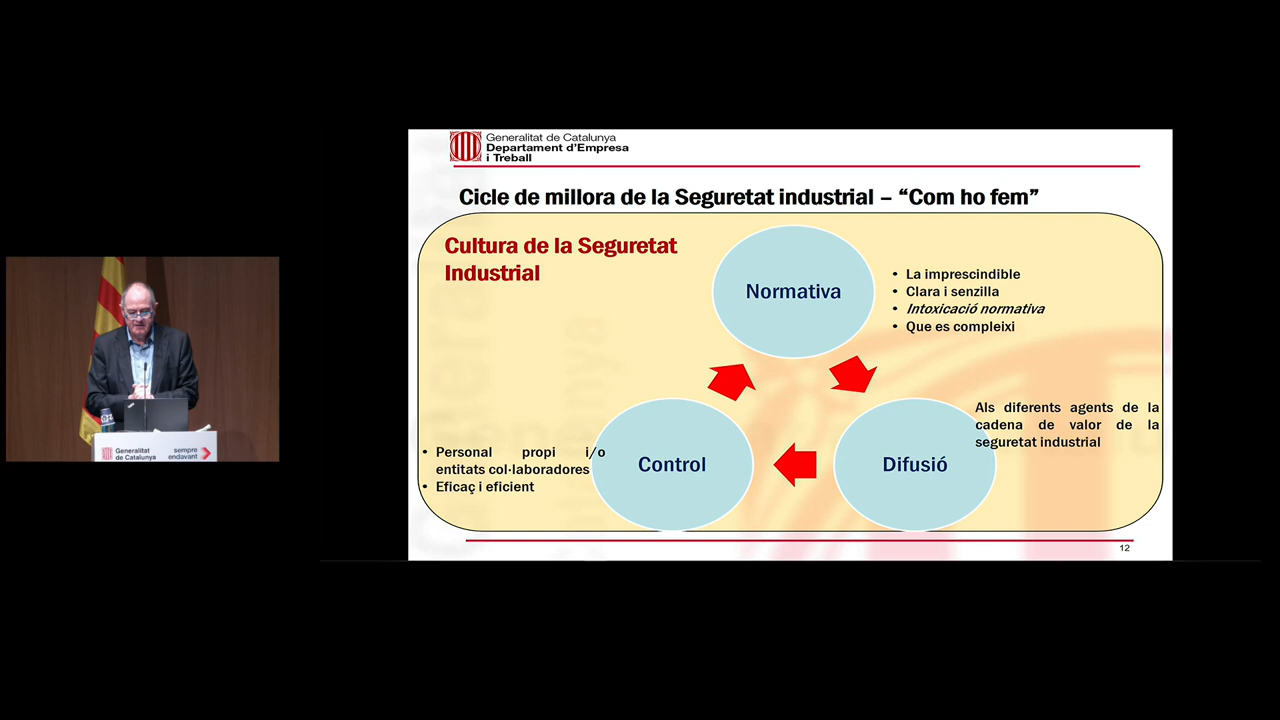 Generalitat de Catalunya
Departament d'Empresa
i Treball
Cicle de millora de la Seguretat industrial – “Com ho fem”
Cultura de la Seguretat
Industrial
Normativa
• La imprescindible
• Clara i senzilla
• Intoxicació normativa
• Que es compleixi
Als diferents agents de la
cadena de valor de la
seguretat industrial
Difusió
Control
• Personal propi i/o
entitats col·laboradores
• Eficaç i eficient
12
Generalitat
de Catalunya
sempre
endavant